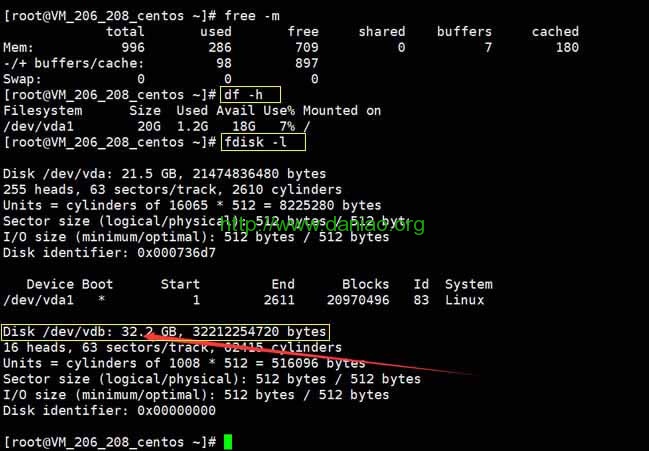 [root@VM_206_208_centos ~]# free -m
             total       used       free     shared    buffers     cached
Mem:           996        286        709          0          7        180
-/+ buffers/cache:         98        897
Swap:            0          0          0
[root@VM_206_208_centos ~]# df -h
Filesystem      Size  Used Avail Use% Mounted on
/dev/vda1        20G  1.2G   18G   7% /
[root@VM_206_208_centos ~]# fdisk -l

Disk /dev/vda: 21.5 GB, 21474836480 bytes
255 heads, 63 sectors/track, 2610 cylinders
Units = cylinders of 16065 * 512 = 8225280 bytes
Sector size (logical/physical): 512 bytes / 512 bytes
http://www.daniao.org
I/O size (minimum/optimal): 512 bytes / 512 bytes
Disk identifier: 0x000736d7

   Device Boot      Start         End      Blocks   Id  System
/dev/vda1   *           1        2611    20970496   83  Linux

Disk /dev/vdb: 32.2 GB, 32212254720 bytes
16 heads, 63 sectors/track, 62415 cylinders
Units = cylinders of 1008 * 512 = 516096 bytes
Sector size (logical/physical): 512 bytes / 512 bytes
I/O size (minimum/optimal): 512 bytes / 512 bytes
Disk identifier: 0x00000000

[root@VM_206_208_centos ~]#